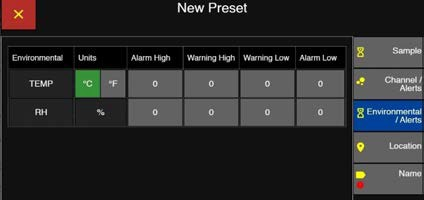 New Preset
Environmental Units Alarm High Warning High Warning Low Alarm Low
TEMP °C °F 0 0 0 0
RH % 0 0 0 0
Sample
Channel /
Alerts
Environmental
/ Alerts
Location
Name